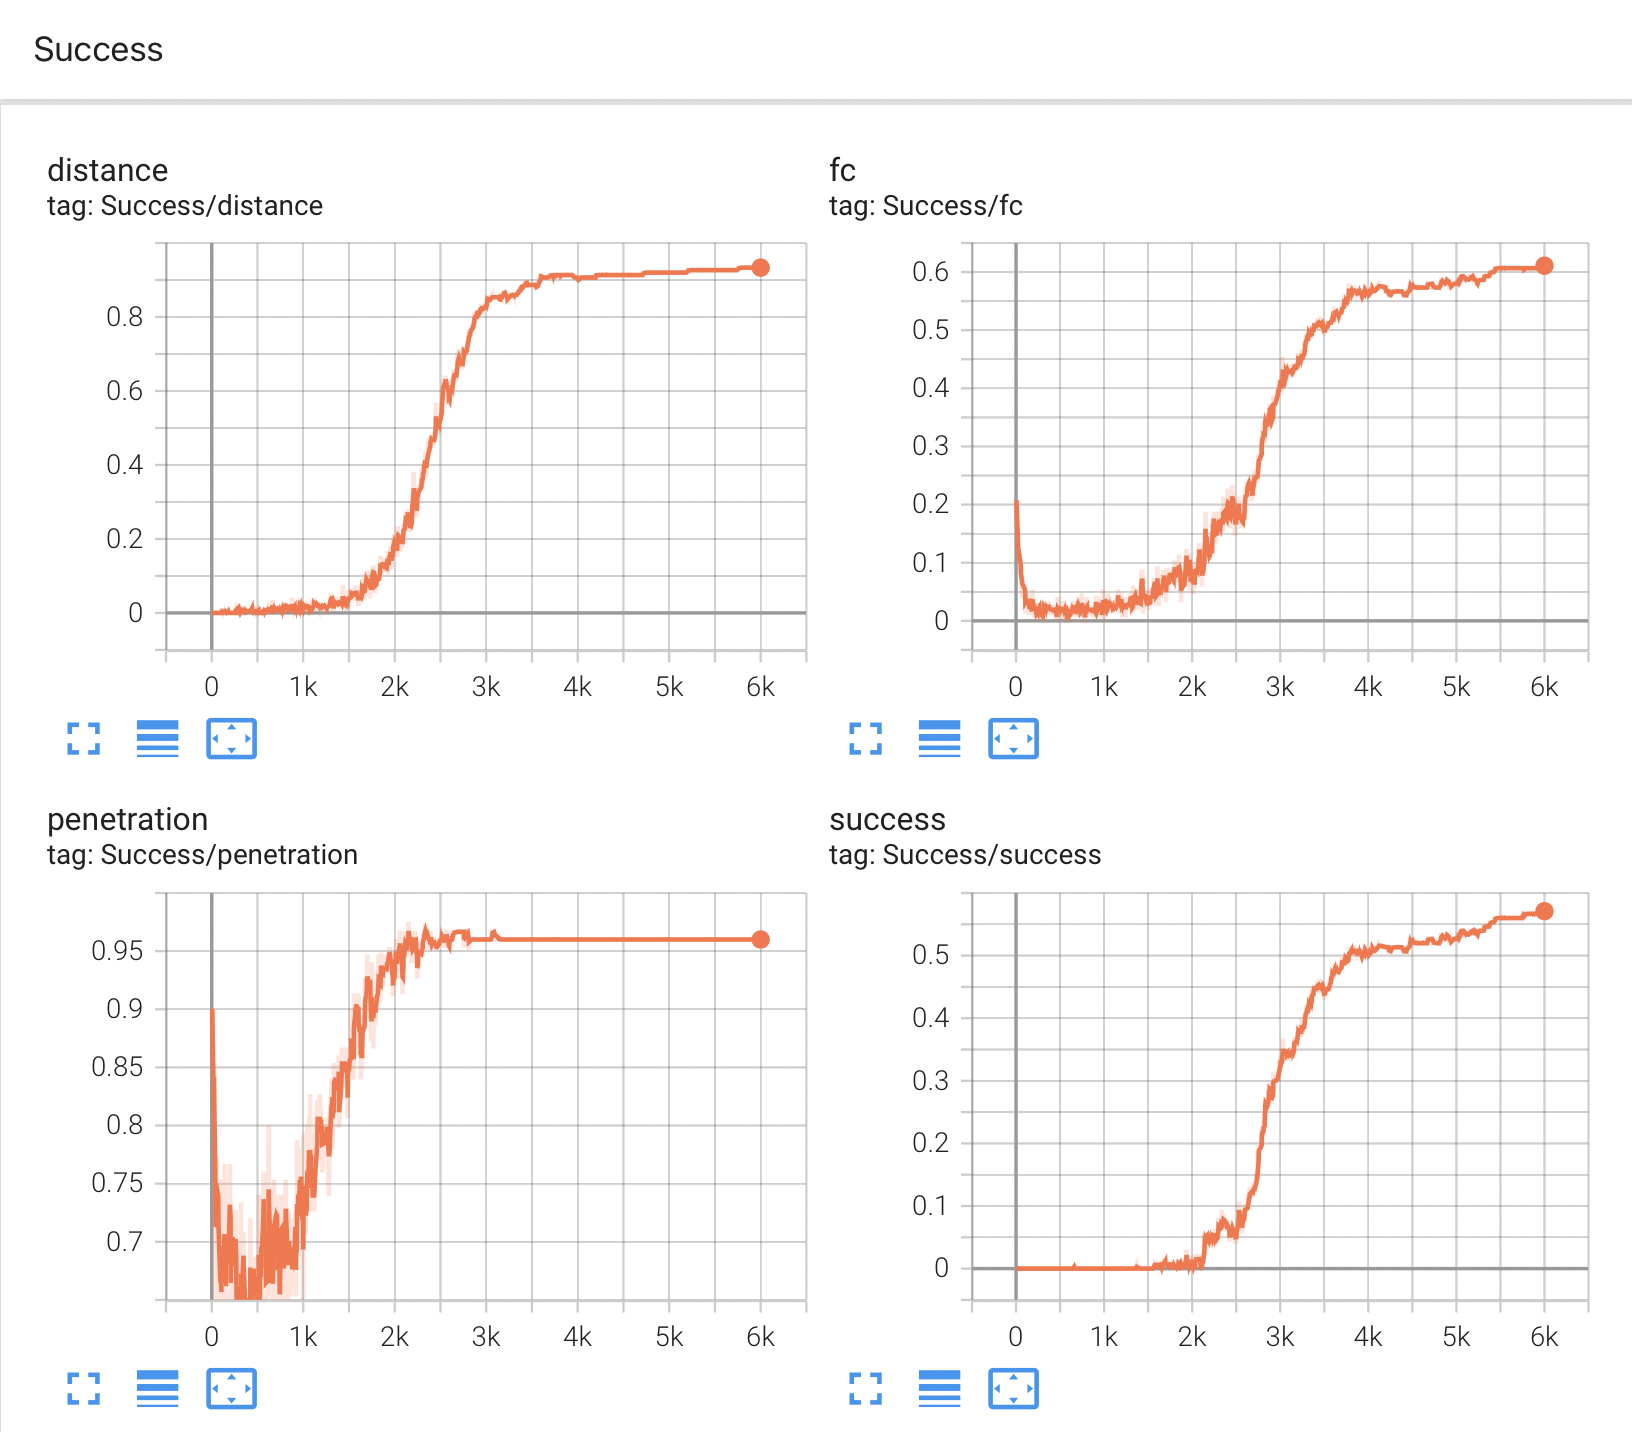 Success
distance
tag: Success/distance
0.8
0.6
0.4
0.2
0
0 1k 2k 3k 4k 5k 6k
fc
tag: Success/fc
0.6
0.5
0.4
0.3
0.2
0.1
0
0 1k 2k 3k 4k 5k 6k
penetration
tag: Success/penetration
0.95
0.9
0.85
0.8
0.75
0.7
0 1k 2k 3k 4k 5k 6k
success
tag: Success/success
0.5
0.4
0.3
0.2
0.1
0
0 1k 2k 3k 4k 5k 6k